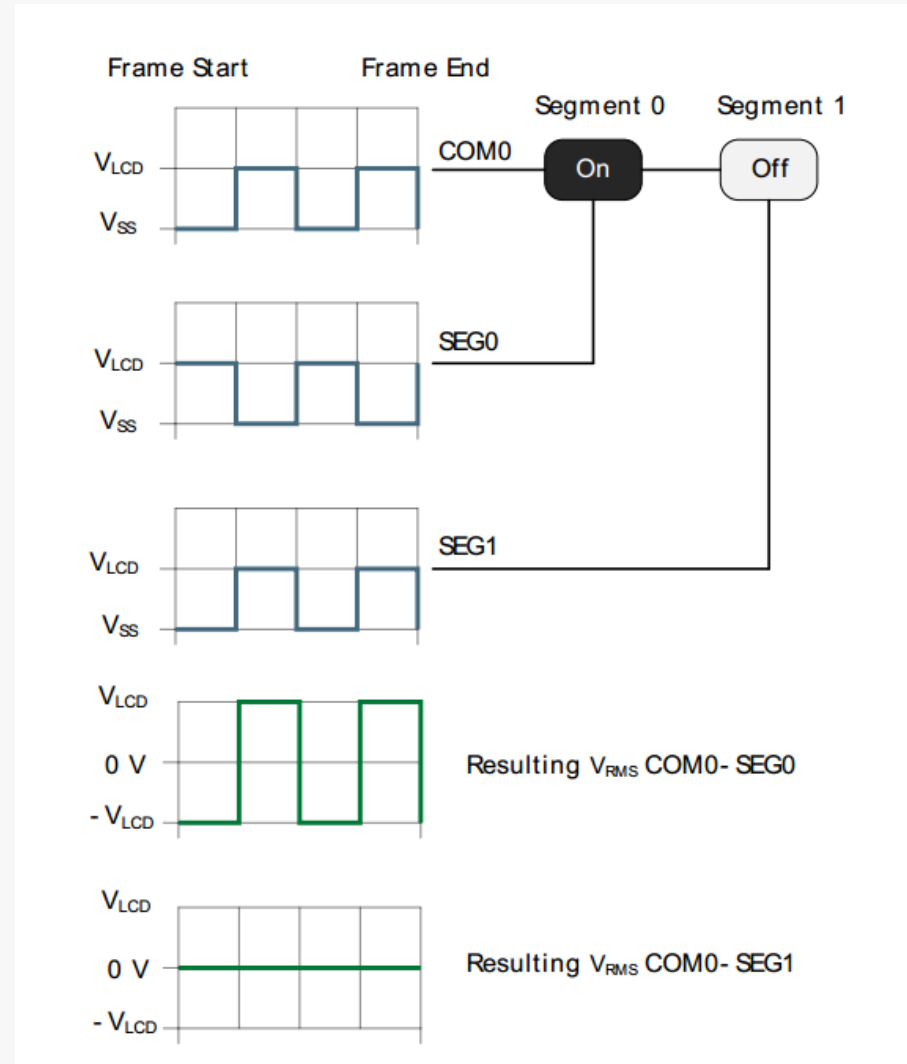 Frame Start Frame End
Segment 0 Segment 1
COM0
On
Off
VLCD
VSS
SEG0
VLCD
VSS
SEG1
VLCD
VSS
VLCD
0 V
- VLCD
Resulting VRMS COM0- SEG0
VLCD
0 V
- VLCD
Resulting VRMS COM0- SEG1